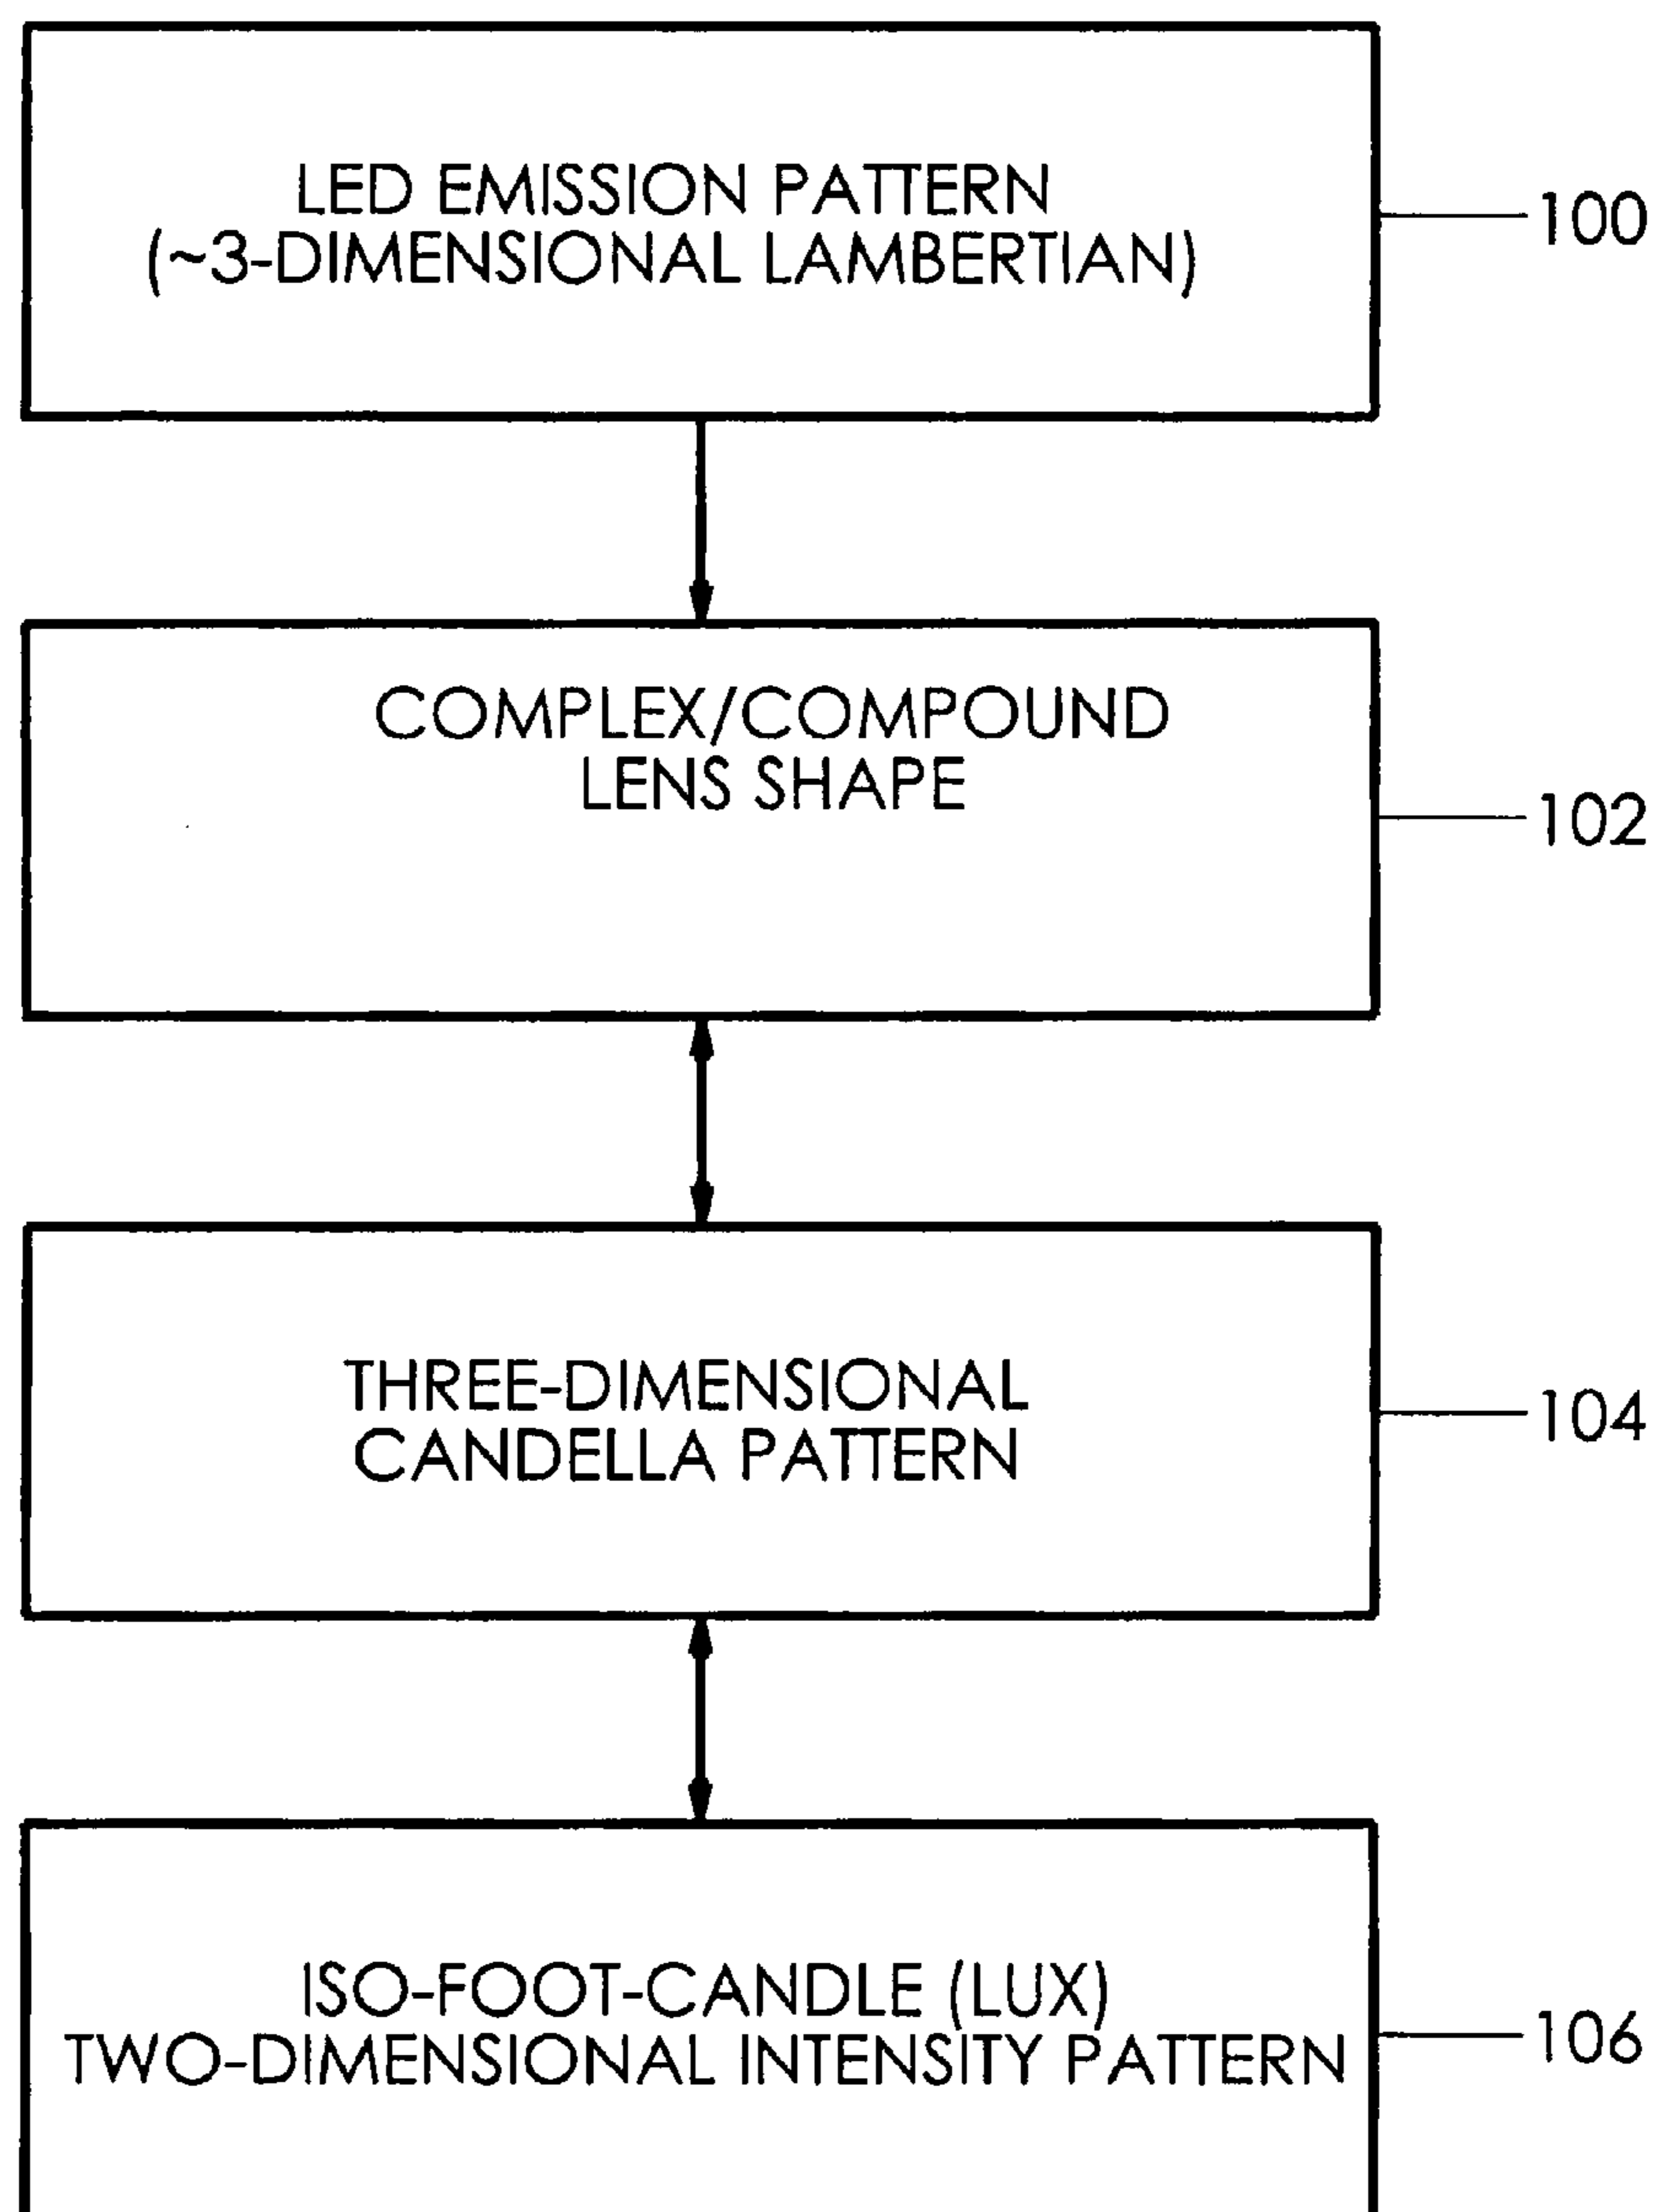 LED EMISSION PATTERN
(~3-DIMENSIONAL LAMBERTIAN)
100
COMPLEX/COMPOUND
LENS SHAPE
102
THREE-DIMENSIONAL
CANDELLA PATTERN
104
ISO-FOOT-CANDLE (LUX)
TWO-DIMENSIONAL INTENSITY PATTERN
106